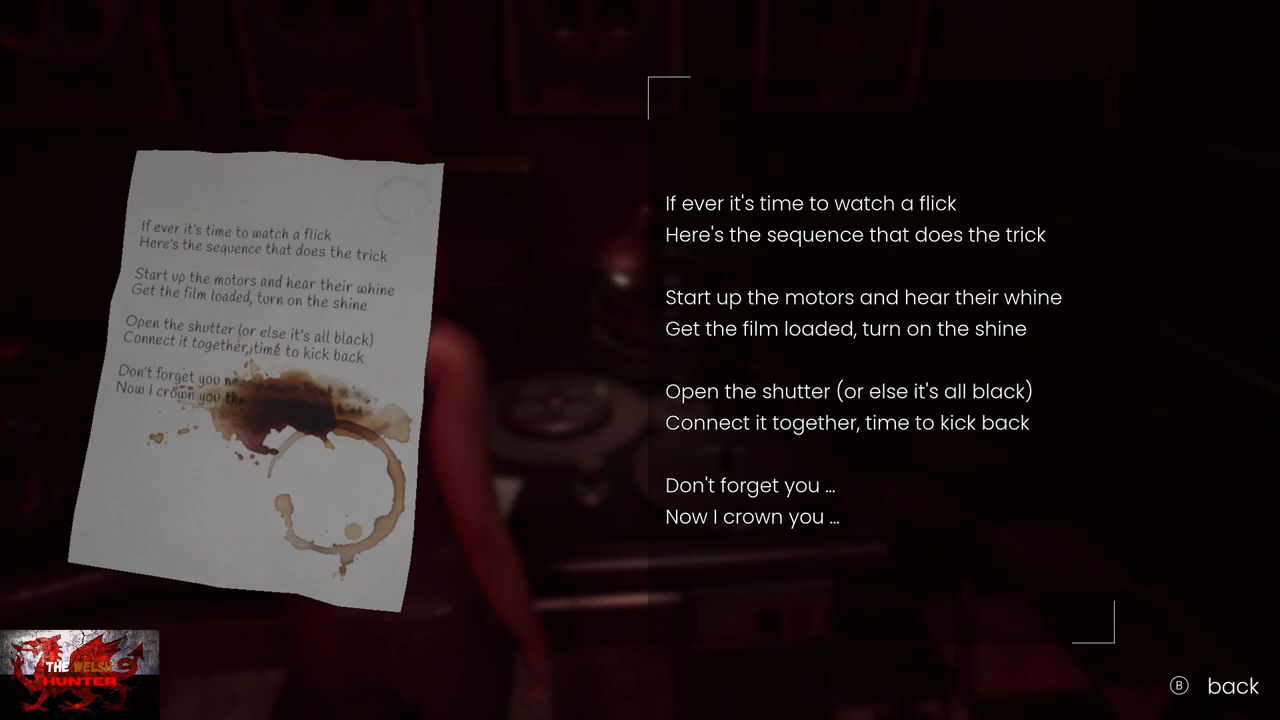 If ever it's time to watch a flick
Here's the sequence that does the trick
Start up the motors and hear their whine
Get the film loaded, turn on the shine
Open the shutter (or else it's all black)
Connect it together, time to kick back
Don't forget you
Now I crown you the
If ever it's time to watch a flick
Here's the sequence that does the trick
Start up the motors and hear their whine
Get the film loaded, turn on the shine
Open the shutter (or else it's all black)
Connect it together, time to kick back
Don't forget you ...
Now I crown you ...
THE WELSH
HUNTER
B back